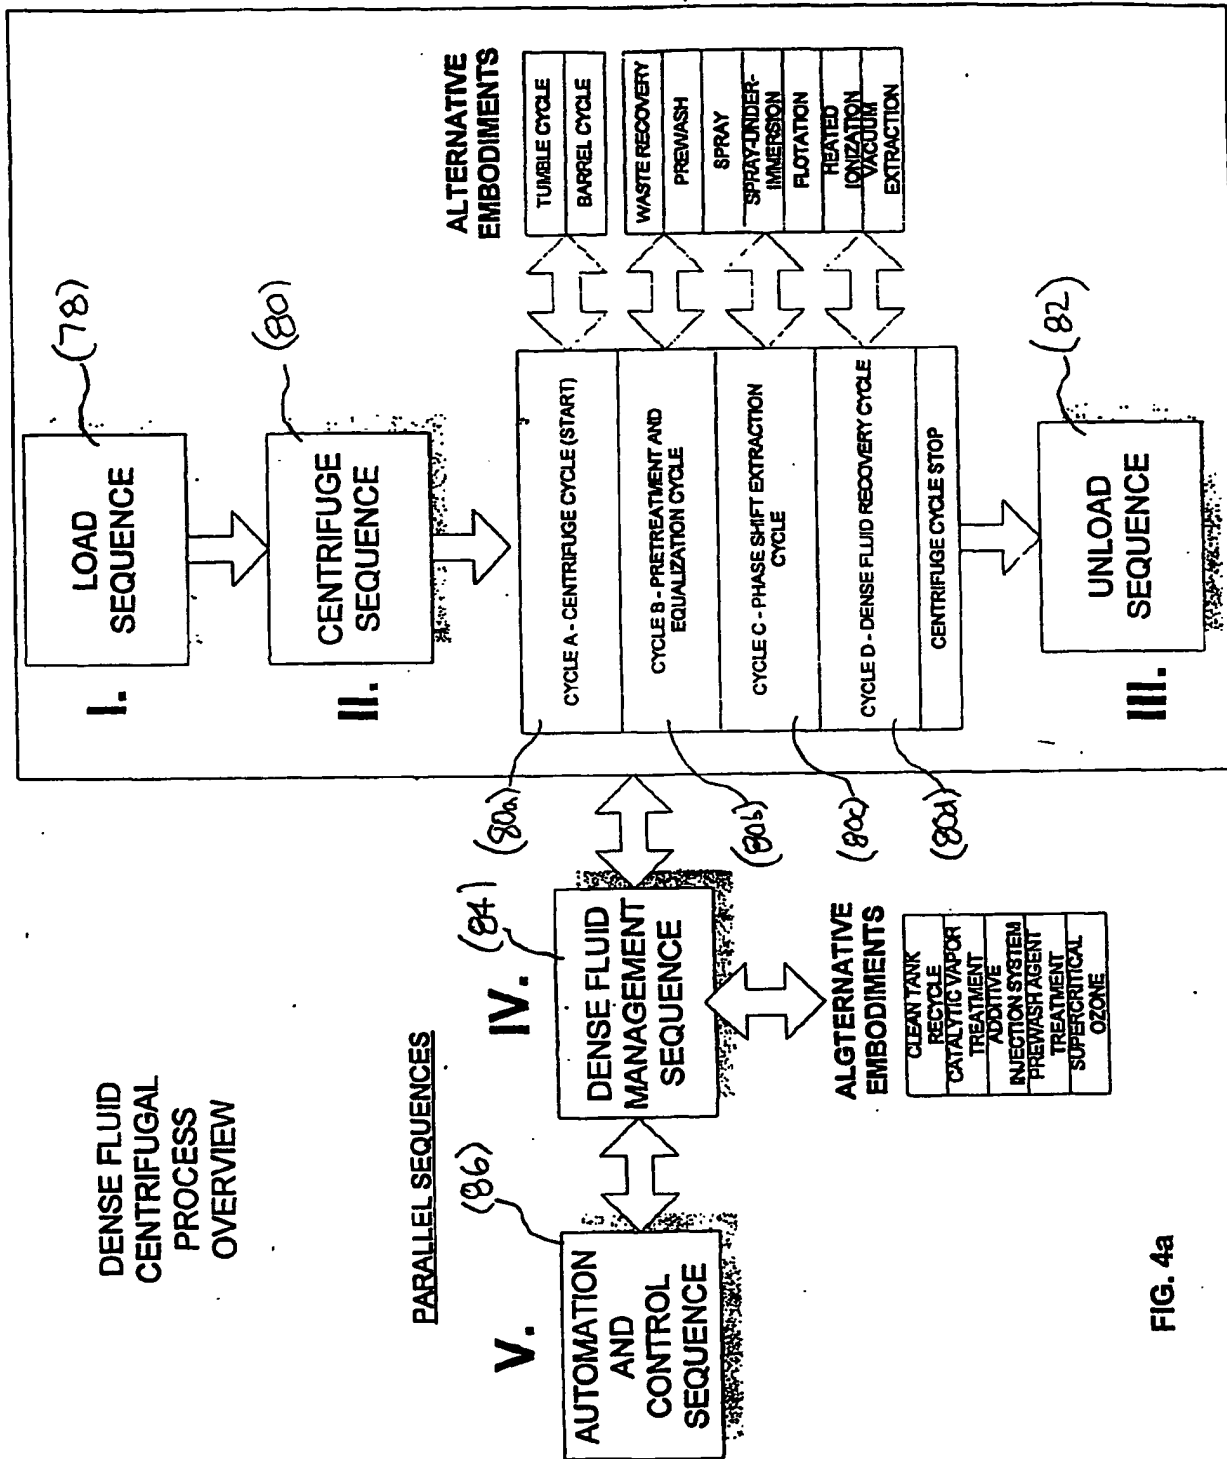 DENSE FLUID
CENTRIFUGAL
PROCESS
OVERVIEW
PARALLEL SEQUENCES
I.
LOAD
SEQUENCE
(78)
II.
CENTRIFUGE
SEQUENCE
(80)
CYCLE A - CENTRIFUGE CYCLE (START)
(80a)
CYCLE B - PRETREATMENT AND
EQUALIZATION CYCLE
(80b)
CYCLE C - PHASE SHIFT EXTRACTION
CYCLE
(80c)
CYCLE D - DENSE FLUID RECOVERY CYCLE
(80d)
CENTRIFUGE CYCLE STOP
ALTERNATIVE
EMBODIMENTS
TUMBLE CYCLE
BARREL CYCLE
WASTE RECOVERY
PREWASH
SPRAY
SPRAY-UNDER-
IMMERSION
FLOTATION
HEATED
IONIZATION
VACUUM
EXTRACTION
III.
UNLOAD
SEQUENCE
(82)
IV.
DENSE FLUID
MANAGEMENT
SEQUENCE
(84)
ALGTERNATIVE
EMBODIMENTS
CLEAN TANK
RECYCLE
CATALYTIC VAPOR
TREATMENT
ADDITIVE
INJECTION SYSTEM
PREWASH AGENT
TREATMENT
SUPERCRITICAL
OZONE
V.
AUTOMATION
AND
CONTROL
SEQUENCE
(86)
FIG. 4a